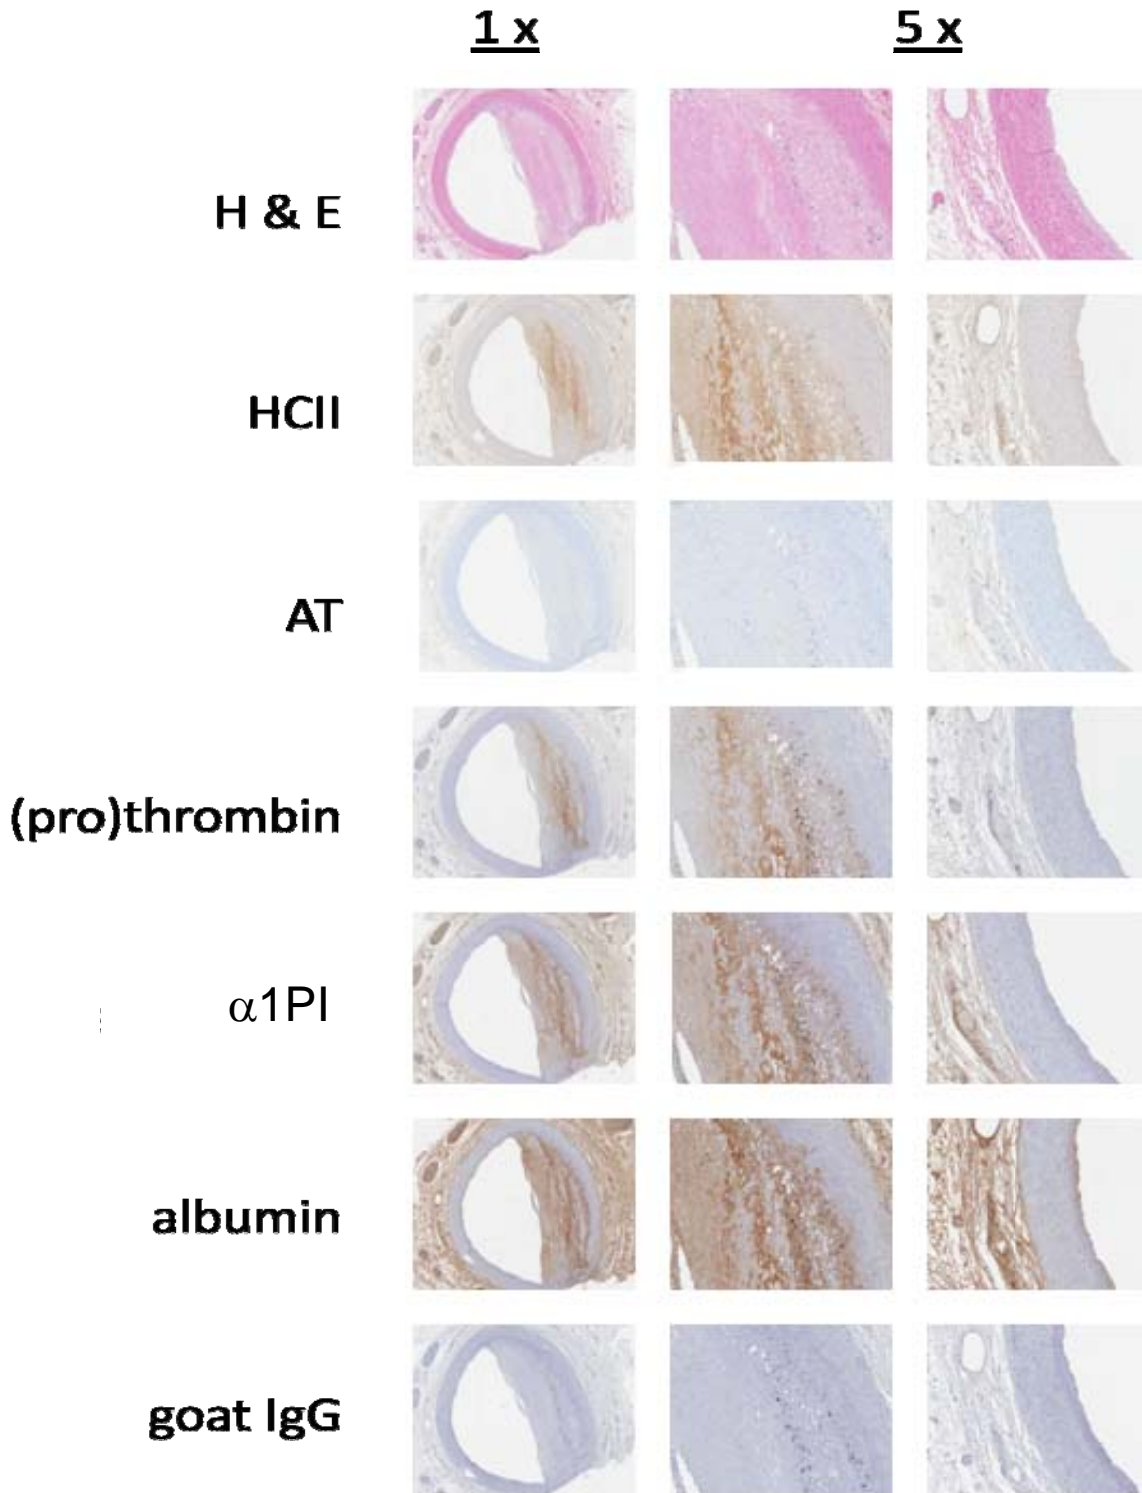 1 x 5 x
H & E
HCII
AT
(pro)thrombin
α1PI
albumin
goat IgG